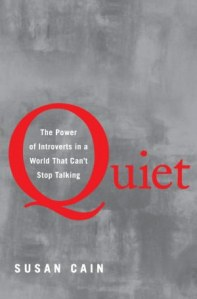 Quiet
The Power
of Introverts in a
World That Can't
Stop Talking
SUSAN CAIN